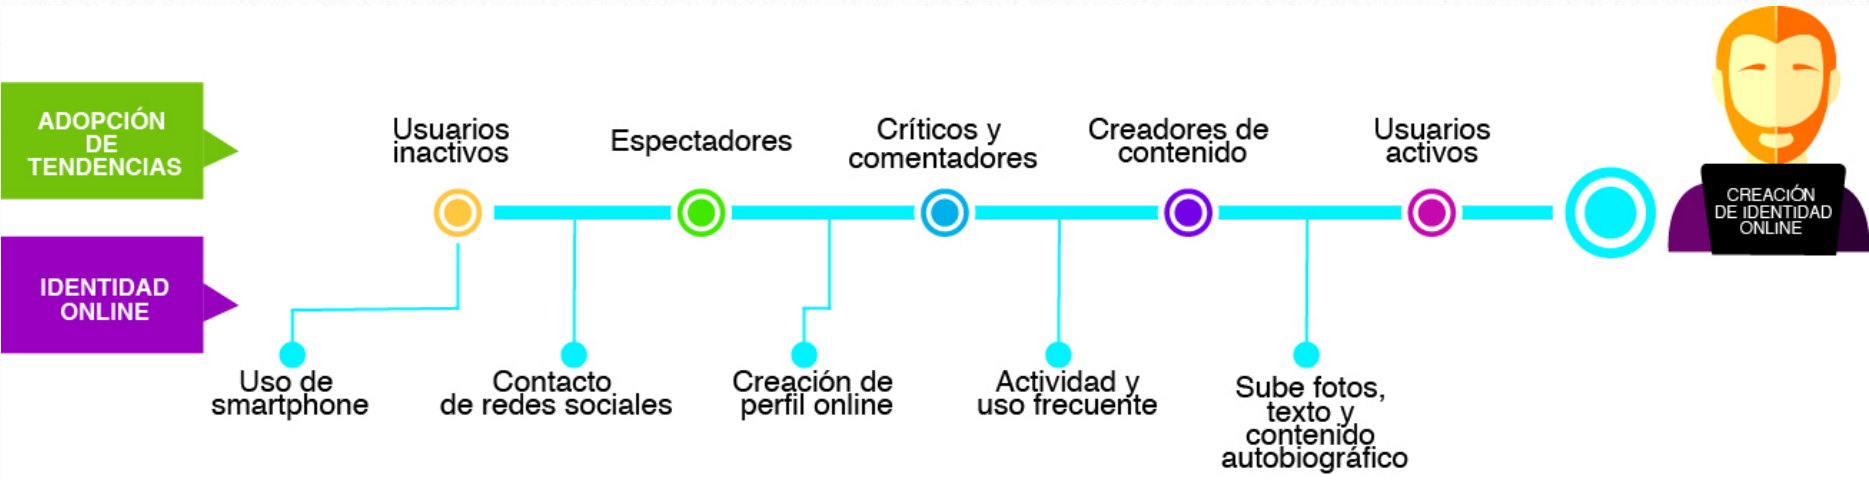 ADOPCIÓN
DE
TENDENCIAS
Usuarios
inactivos
Espectadores
Críticos y
comentadores
Creadores de
contenido
Usuarios
activos
CREACIÓN
DE IDENTIDAD
ONLINE
IDENTIDAD
ONLINE
Uso de
smartphone
Contacto
de redes sociales
Creación de
perfil online
Actividad y
uso frecuente
Sube fotos,
texto y
contenido
autobiográfico